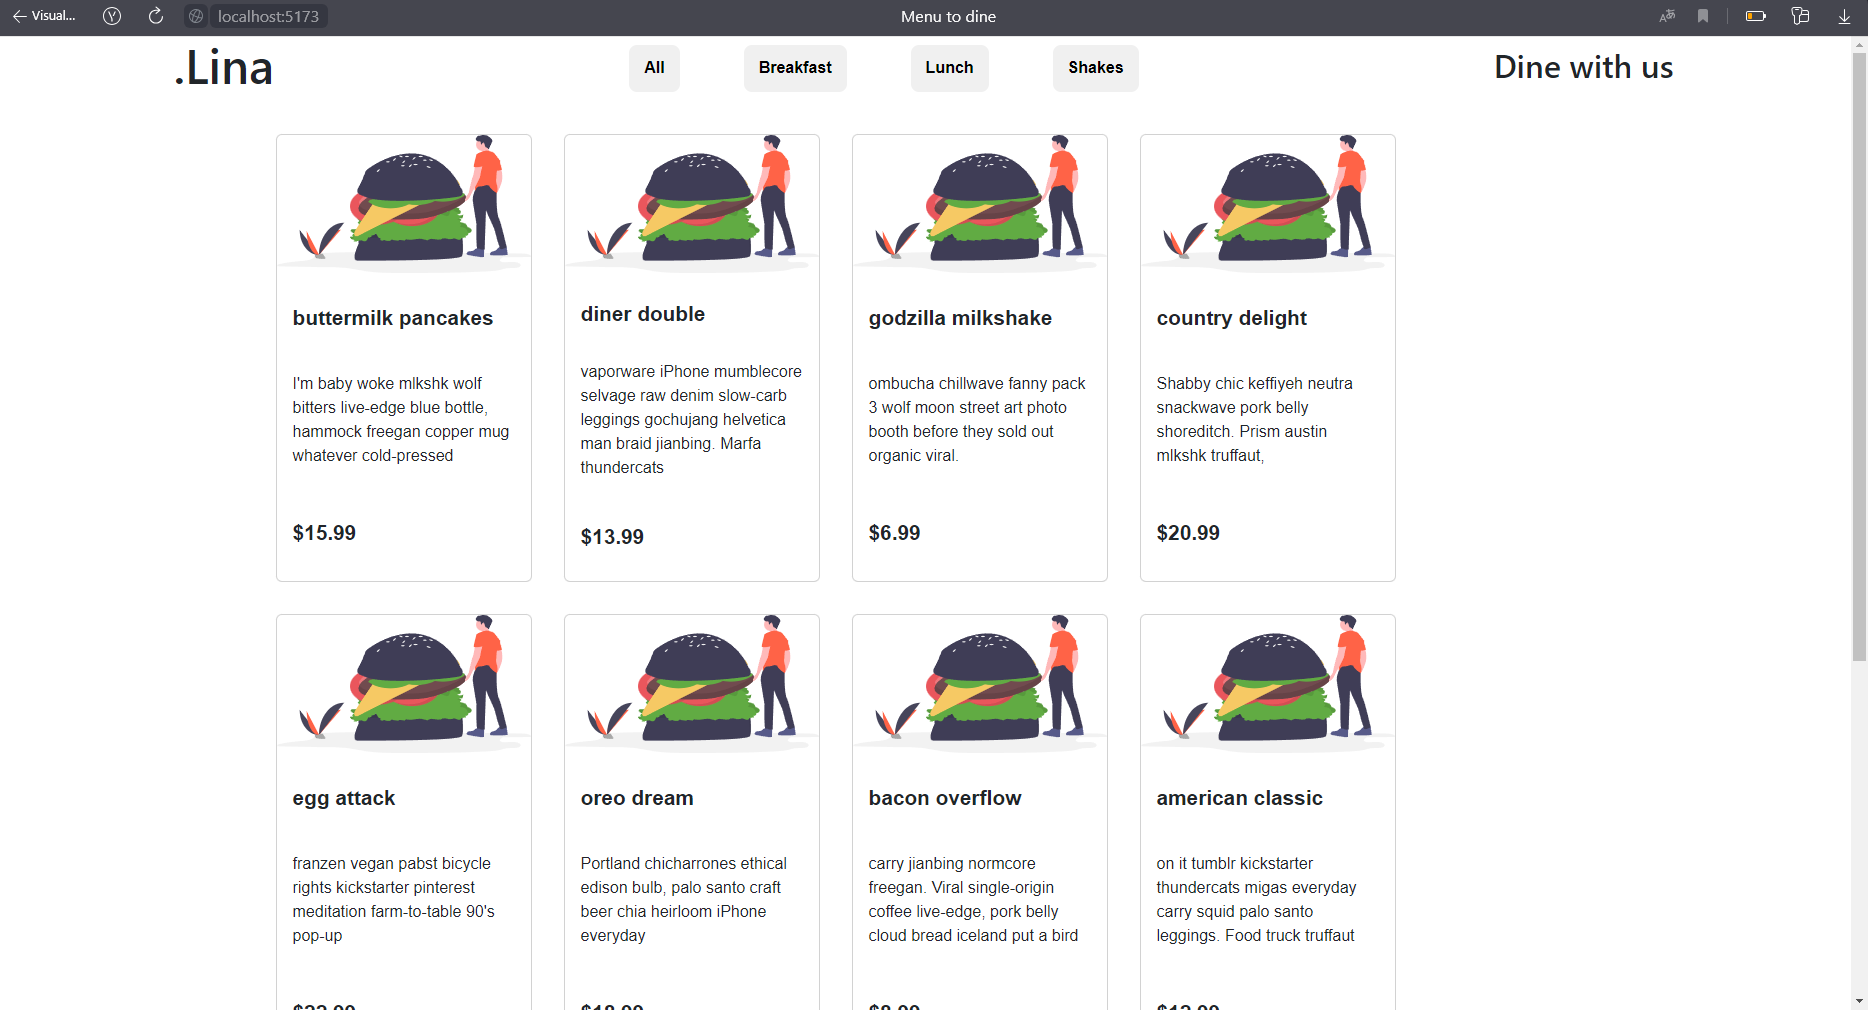 Visual...
localhost:5173
Menu to dine
.Lina
All
Breakfast
Lunch
Shakes
Dine with us
buttermilk pancakes
I'm baby woke mlkshk wolf
bitters live-edge blue bottle,
hammock freegan copper mug
whatever cold-pressed
$15.99
diner double
vaporware iPhone mumblecore
selvage raw denim slow-carb
leggings gochujang helvetica
man braid jianbing. Marfa
thundercats
$13.99
godzilla milkshake
ombucha chillwave fanny pack
3 wolf moon street art photo
booth before they sold out
organic viral.
$6.99
country delight
Shabby chic keffiyeh neutra
snackwave pork belly
shoreditch. Prism austin
mlkshk truffaut,
$20.99
egg attack
franzen vegan pabst bicycle
rights kickstarter pinterest
meditation farm-to-table 90's
pop-up
oreo dream
Portland chicharrones ethical
edison bulb, palo santo craft
beer chia heirloom iPhone
everyday
bacon overflow
carry jianbing normcore
freegan. Viral single-origin
coffee live-edge, pork belly
cloud bread iceland put a bird
american classic
on it tumblr kickstarter
thundercats migas everyday
carry squid palo santo
leggings. Food truck truffaut